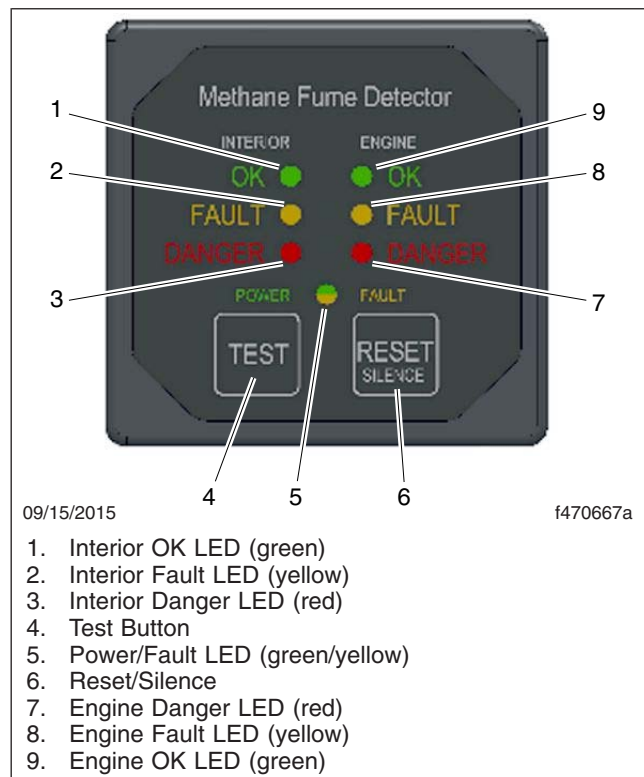 Methane Fume Detector
INTERIOR ENGINE
OK OK
FAULT FAULT
DANGER DANGER
POWER FAULT
TEST RESET
SILENCE
1
2
3
4
5
6
7
8
9
09/15/2015 f470667a
1. Interior OK LED (green)
2. Interior Fault LED (yellow)
3. Interior Danger LED (red)
4. Test Button
5. Power/Fault LED (green/yellow)
6. Reset/Silence
7. Engine Danger LED (red)
8. Engine Fault LED (yellow)
9. Engine OK LED (green)